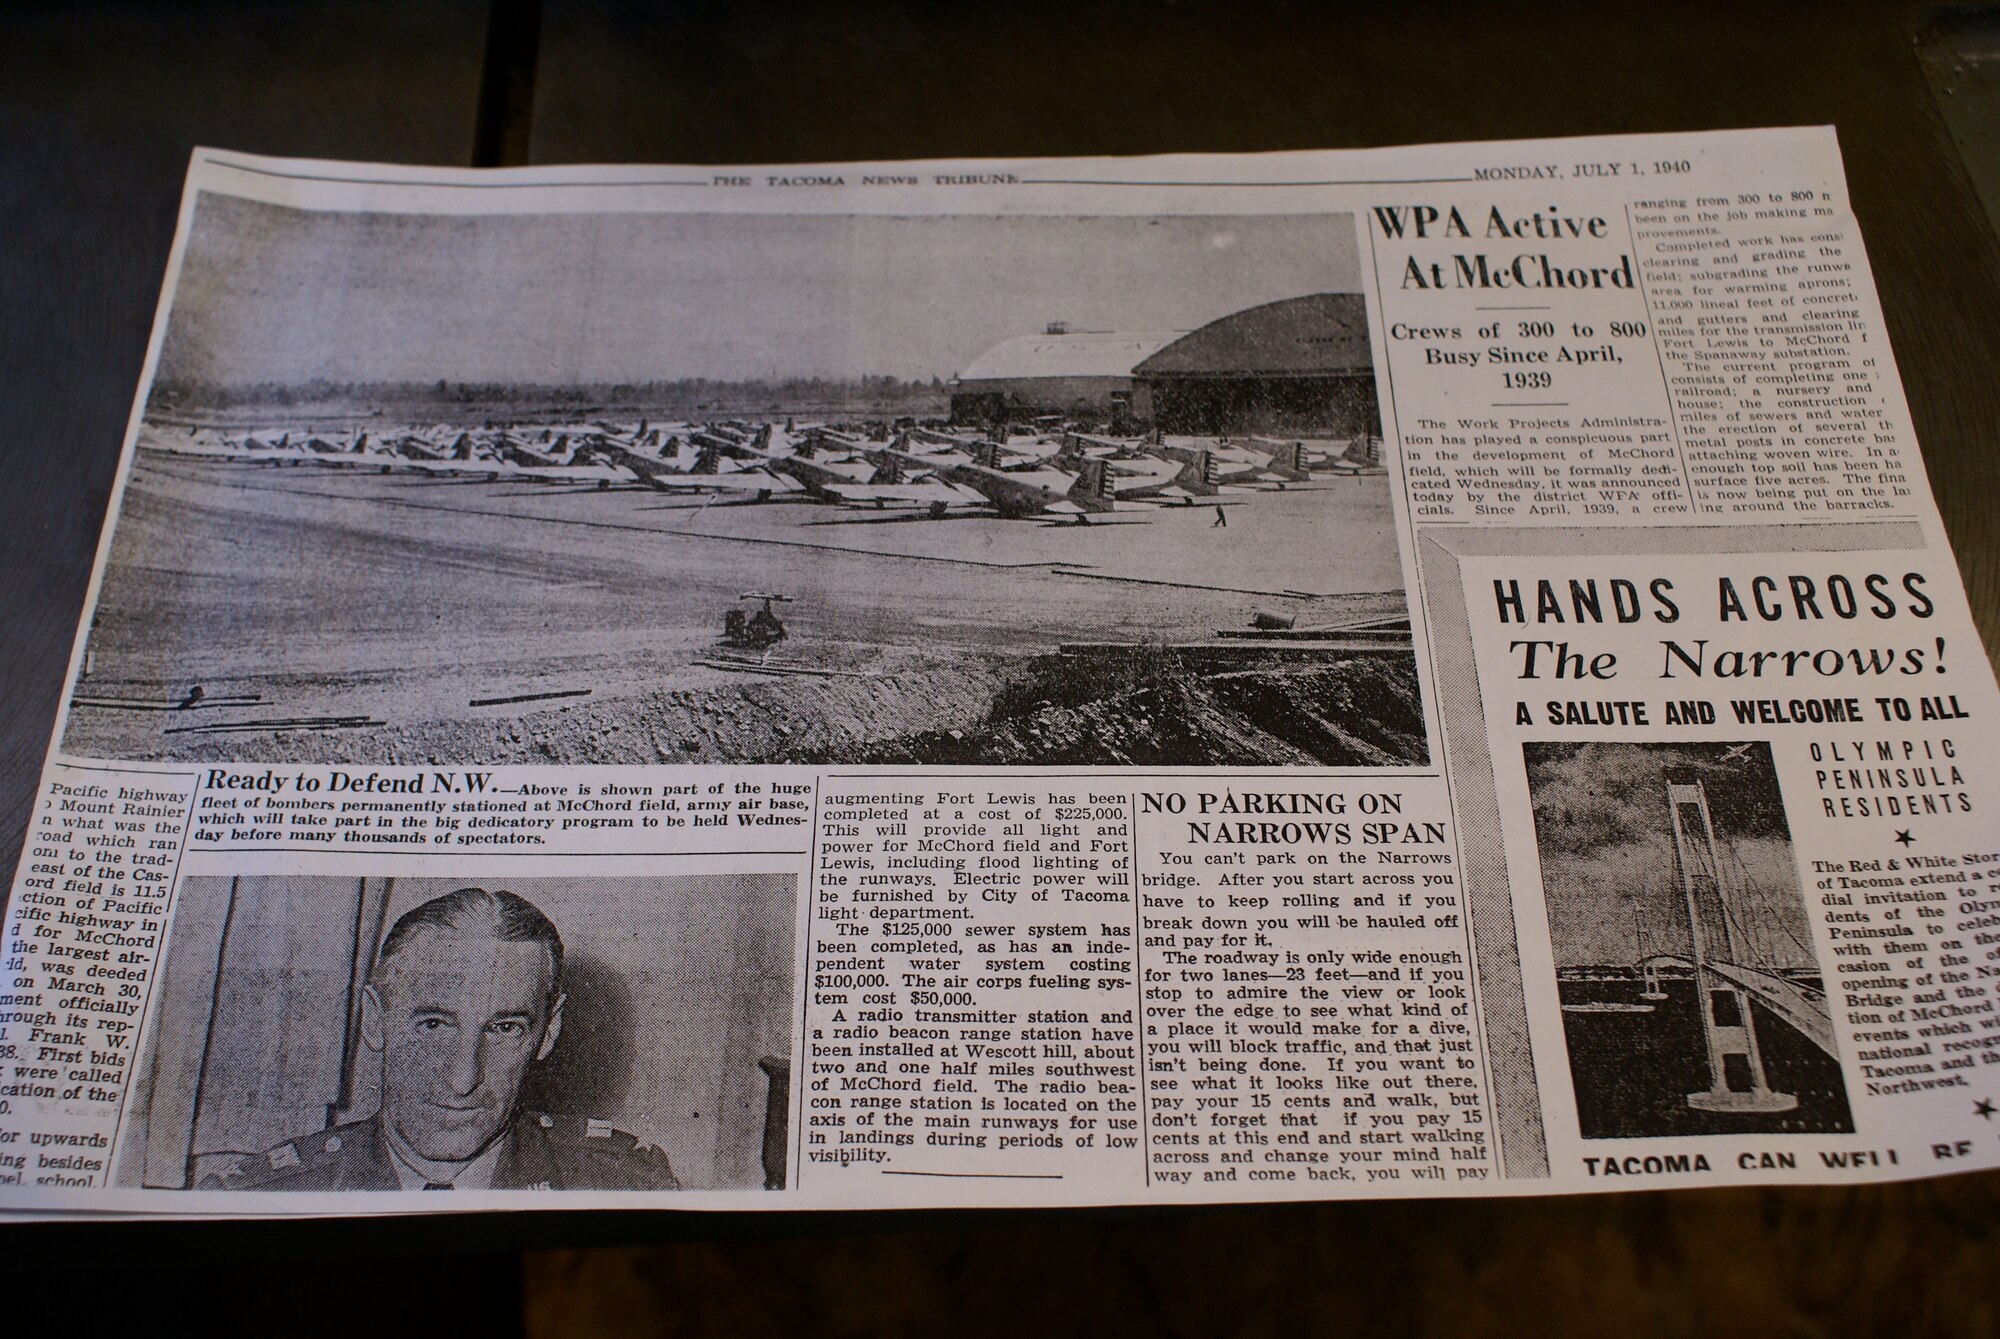 THE TACOMA NEWS TRIBUNE
MONDAY, JULY 1, 1940
WPA Active
At McChord
Crews of 300 to 800
Busy Since April,
1939
The Work Projects Administra-
tion has played a conspicuous part
in the development of McChord
field, which will be formally dedi-
cated Wednesday, it was announced
today by the district WPA offi-
cials. Since April, 1939, a crew
ranging from 300 to 800
been on the job making
provements.
Completed work has
clearing and grading the
field; subgrading the
area for warming aprons;
11,000 lineal feet of
and gutters and clearing
miles for the transmission
Fort Lewis to McChord
the Spanaway substation.
The current program
consists of completing one
railroad; a nursery and
house; the construction
miles of sewers and water
the erection of several
metal posts in concrete
attaching woven wire. In
enough top soil has been
surface five acres. The
is now being put on the
ing around the barracks.
Pacific highway
Mount Rainier
what was the
which ran
to the trad-
east of the Cas-
field is 11.5
of Pacific
highway in
for McChord
the largest air-
was deeded
on March 30,
officially
its rep-
Frank W.
First bids
were called
of the
upwards
besides
school,
Ready to Defend N.W.—Above is shown part of the huge
fleet of bombers permanently stationed at McChord field, army air base,
which will take part in the big dedicatory program to be held Wednes-
day before many thousands of spectators.
augmenting Fort Lewis has been
completed at a cost of $225,000.
This will provide all light and
power for McChord field and Fort
Lewis, including flood lighting of
the runways. Electric power will
be furnished by City of Tacoma
light department.
The $125,000 sewer system has
been completed, as has an inde-
pendent water system costing
$100,000. The air corps fueling sys-
tem cost $50,000.
A radio transmitter station and
a radio beacon range station have
been installed at Wescott hill, about
two and one half miles southwest
of McChord field. The radio bea-
con range station is located on the
axis of the main runways for use
in landings during periods of low
visibility.
NO PARKING ON
NARROWS SPAN
You can't park on the Narrows
bridge. After you start across you
have to keep rolling and if you
break down you will be hauled off
and pay for it.
The roadway is only wide enough
for two lanes—23 feet—and if you
stop to admire the view or look
over the edge to see what kind of
a place it would make for a dive,
you will block traffic, and that just
isn't being done. If you want to
see what it looks like out there,
pay your 15 cents and walk, but
don't forget that if you pay 15
cents at this end and start walking
across and change your mind half
way and come back, you will pay
HANDS ACROSS
The Narrows!
A SALUTE AND WELCOME TO ALL
OLYMPIC
PENINSULA
RESIDENTS
The Red & White
of Tacoma extend a
dial invitation to
dents of the
Peninsula to
with them on the
casion of the
opening of the
Bridge and the
tion of McChord
events which
national
Tacoma and
Northwest.
TACOMA CAN WELL BE